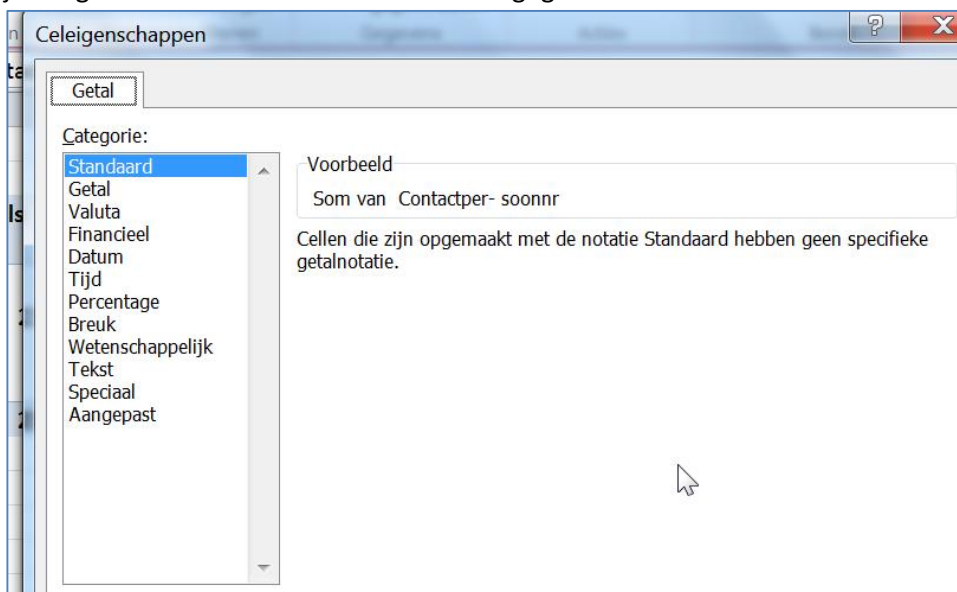 Celeigenschappen
Getal
Categorie:
Standaard
Getal
Valuta
Financieel
Datum
Tijd
Percentage
Breuk
Wetenschappelijk
Tekst
Speciaal
Aangepast
Voorbeeld
Som van Contactper- soonnr
Cellen die zijn opgemaakt met de notatie Standaard hebben geen specifieke
getalnotatie.